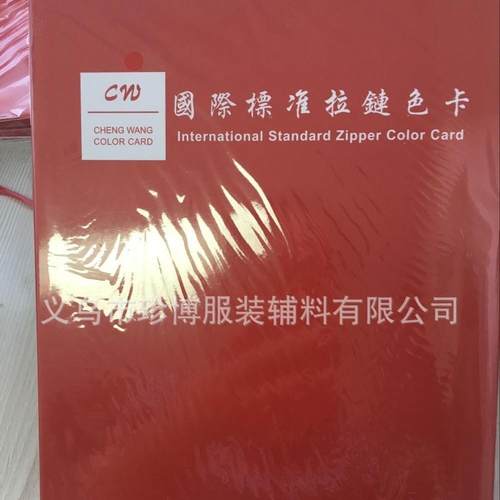 CW
CHENG WANG
COLOR CARD
國際標准拉鏈色卡
International Standard Zipper Color Card
义乌市珍博服装辅料有限公司